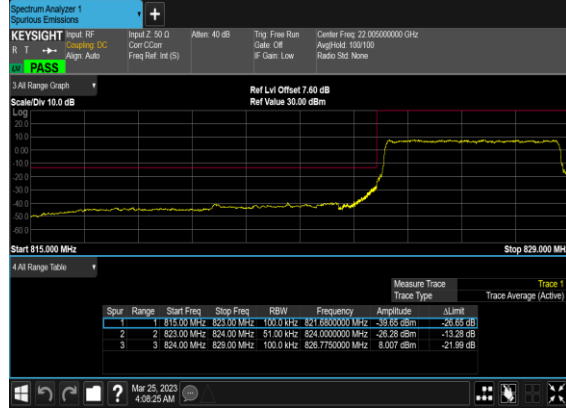 Spectrum Analyzer 1
Spurious Emissions
+
KEYSIGHT Input: RF Input Z: 50 Ω Atten: 40 dB Trig: Free Run Center Freq: 22.005000000 GHz
R T Coupling: DC Corr CCorr Gate: Off Avg|Hold: 100/100
Align: Auto Freq Ref: Int (S) IF Gain: Low Radio Std: None
LW PASS
3 All Range Graph
Ref Lvl Offset 7.60 dB
Scale/Div 10.0 dB Ref Value 30.00 dBm
Log
20.0
10.0
0.00
-10.0
-20.0
-30.0
-40.0
-50.0
-60.0
Start 815.000 MHz Stop 829.000 MH
4 All Range Table
Measure Trace Trace 1
Trace Type Trace Average (Active)
Spur Range Start Freq Stop Freq RBW Frequency Amplitude ΔLimit
1 1 815.00 MHz 823.00 MHz 100.0 kHz 821.6800000 MHz -39.65 dBm -26.65 dB
2 2 823.00 MHz 824.00 MHz 51.00 kHz 824.0000000 MHz -26.28 dBm -13.28 dB
3 3 824.00 MHz 829.00 MHz 100.0 kHz 826.7750000 MHz 8.007 dBm -21.99 dB
? Mar 25, 2023
4:08:25 AM